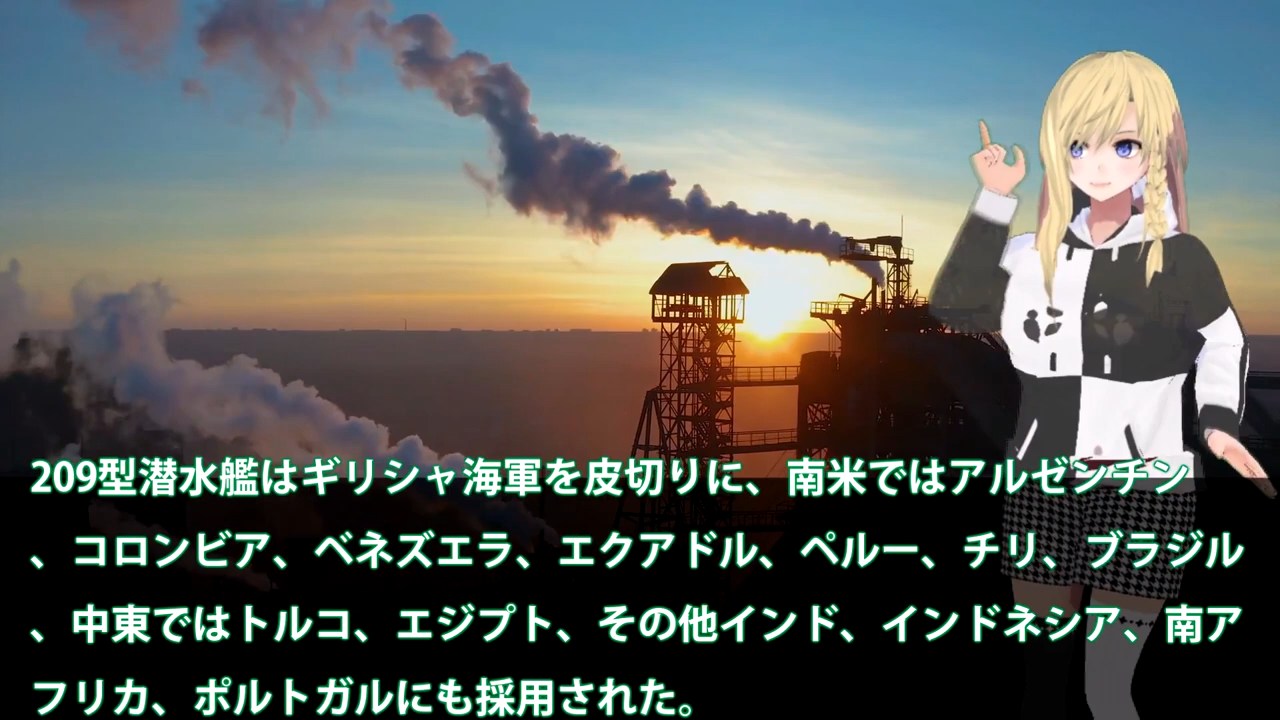 209型潜水艦はギリシャ海軍を皮切りに、南米ではアルゼンチン
、コロンビア、ベネズエラ、エクアドル、ペルー、チリ、ブラジル
、中東ではトルコ、エジプト、その他インド、インドネシア、南ア
フリカ、ポルトガルにも採用された。